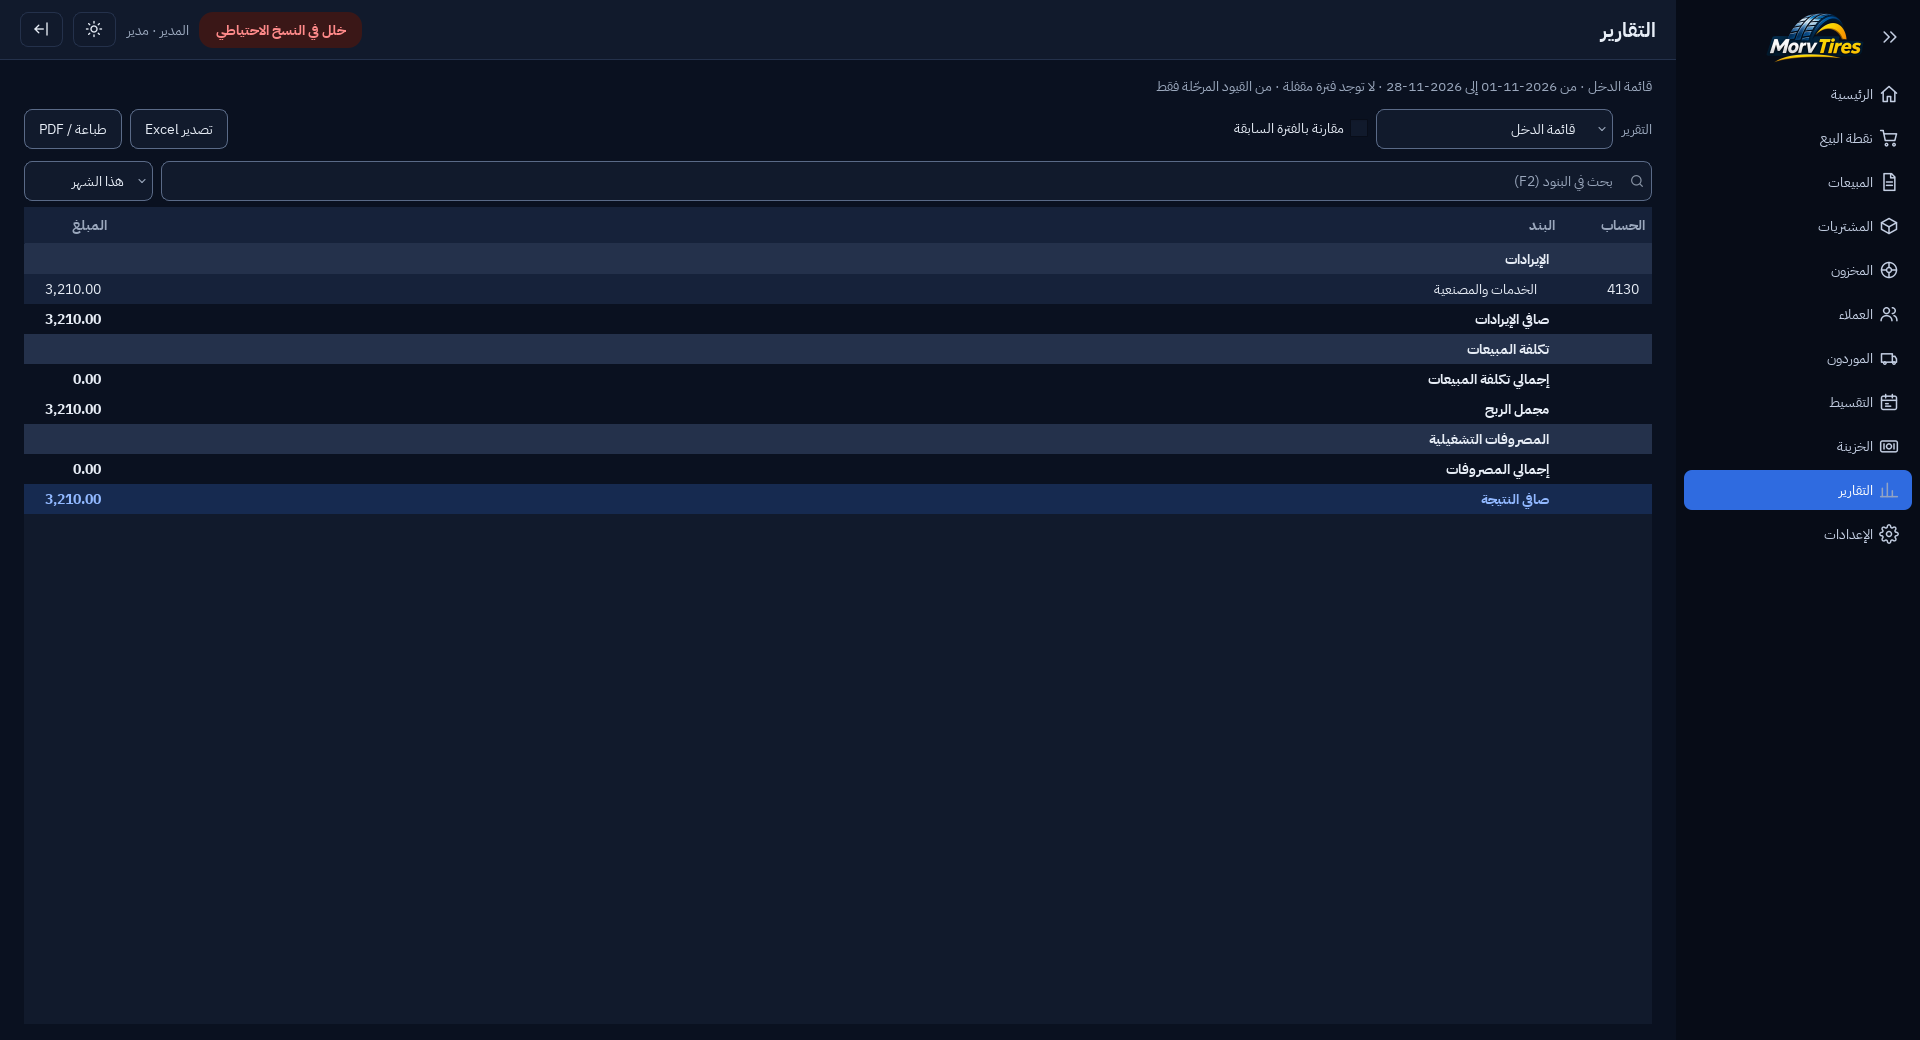 MorvTires
الرئيسية
نقطة البيع
المبيعات
المشتريات
المخزون
العملاء
الموردون
التقسيط
الخزينة
التقارير
الإعدادات
التقارير
خلل في النسخ الاحتياطي
المدير · مدير
قائمة الدخل · من 2026-11-01 إلى 2026-11-28 · لا توجد فترة مقفلة · من القيود المرحّلة فقط
التقرير
قائمة الدخل
مقارنة بالفترة السابقة
تصدير Excel
طباعة / PDF
بحث في البنود (F2)
هذا الشهر
الحساب البند المبلغ
الإيرادات
4130 الخدمات والمصنعية 3,210.00
صافي الإيرادات 3,210.00
تكلفة المبيعات
إجمالي تكلفة المبيعات 0.00
مجمل الربح 3,210.00
المصروفات التشغيلية
إجمالي المصروفات 0.00
صافي النتيجة 3,210.00